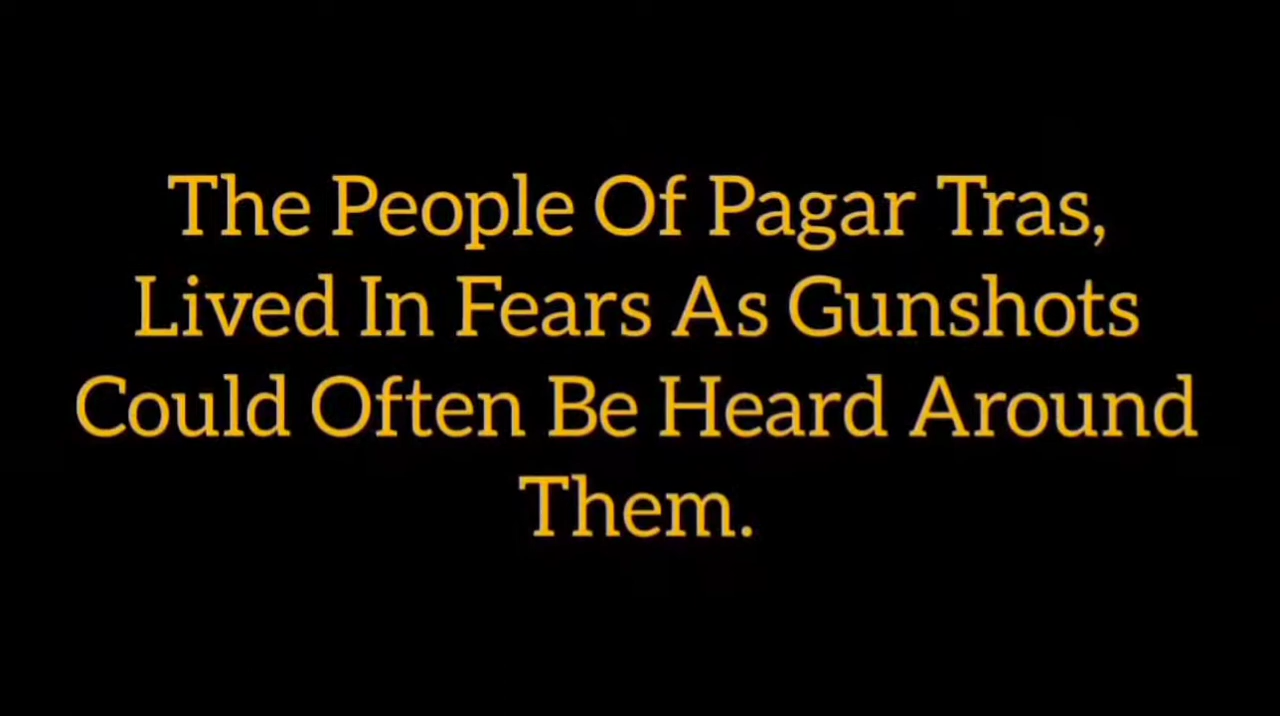 The People Of Pagar Tras,
Lived In Fears As Gunshots
Could Often Be Heard Around
Them.